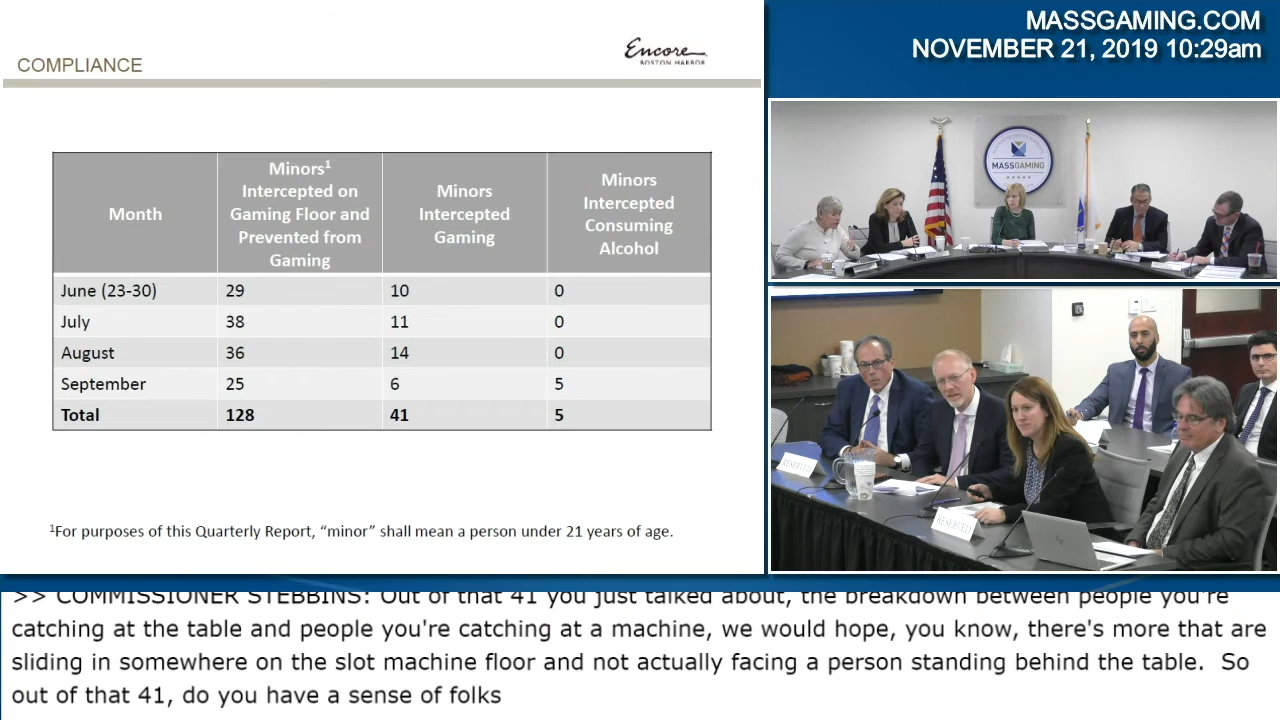 COMPLIANCE
Encore
BOSTON HARBOR
MASSGAMING.COM
NOVEMBER 21, 2019 10:29am
Month
Minors¹
Intercepted on
Gaming Floor and
Prevented from
Gaming
Minors
Intercepted
Gaming
Minors
Intercepted
Consuming
Alcohol
June (23-30) 29 10 0
July 38 11 0
August 36 14 0
September 25 6 5
Total 128 41 5
¹For purposes of this Quarterly Report, “minor” shall mean a person under 21 years of age.
MASSGAMING
RESERVED
RESERVED
>> COMMISSIONER STEBBINS: Out of that 41 you just talked about, the breakdown between people you're
catching at the table and people you're catching at a machine, we would hope, you know, there's more that are
sliding in somewhere on the slot machine floor and not actually facing a person standing behind the table. So
out of that 41, do you have a sense of folks